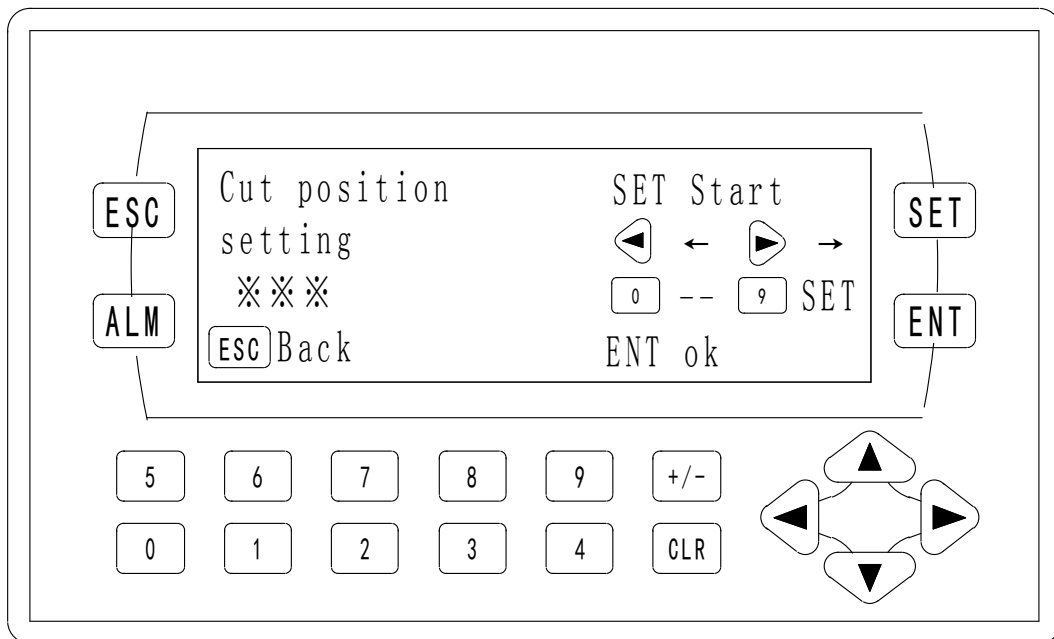 ESC
ALM
Cut position
setting
※※※
ESC Back
SET Start
◀ ← ▶ →
0 -- 9 SET
ENT ok
SET
ENT
5 6 7 8 9 +/-
0 1 2 3 4 CLR
▲
◀ ▶
▼